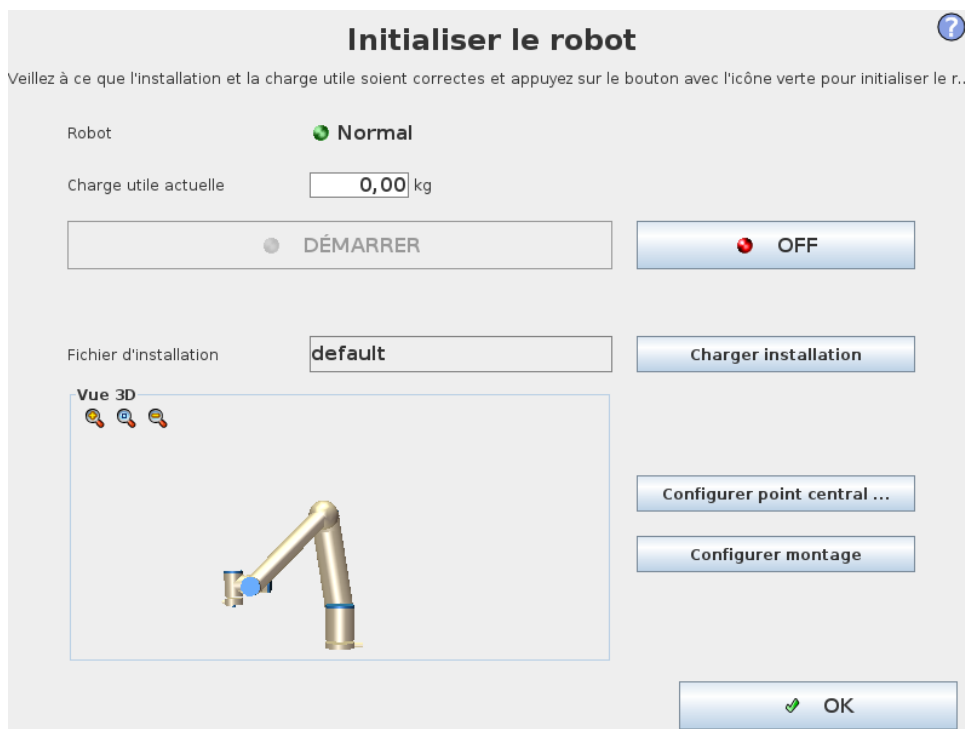 Initialiser le robot
?
Veillez à ce que l'installation et la charge utile soient correctes et appuyez sur le bouton avec l'icône verte pour initialiser le r..
Robot Normal
Charge utile actuelle 0,00 kg
DÉMARRER OFF
Fichier d'installation default Charger installation
Vue 3D
Configurer point central ...
Configurer montage
OK